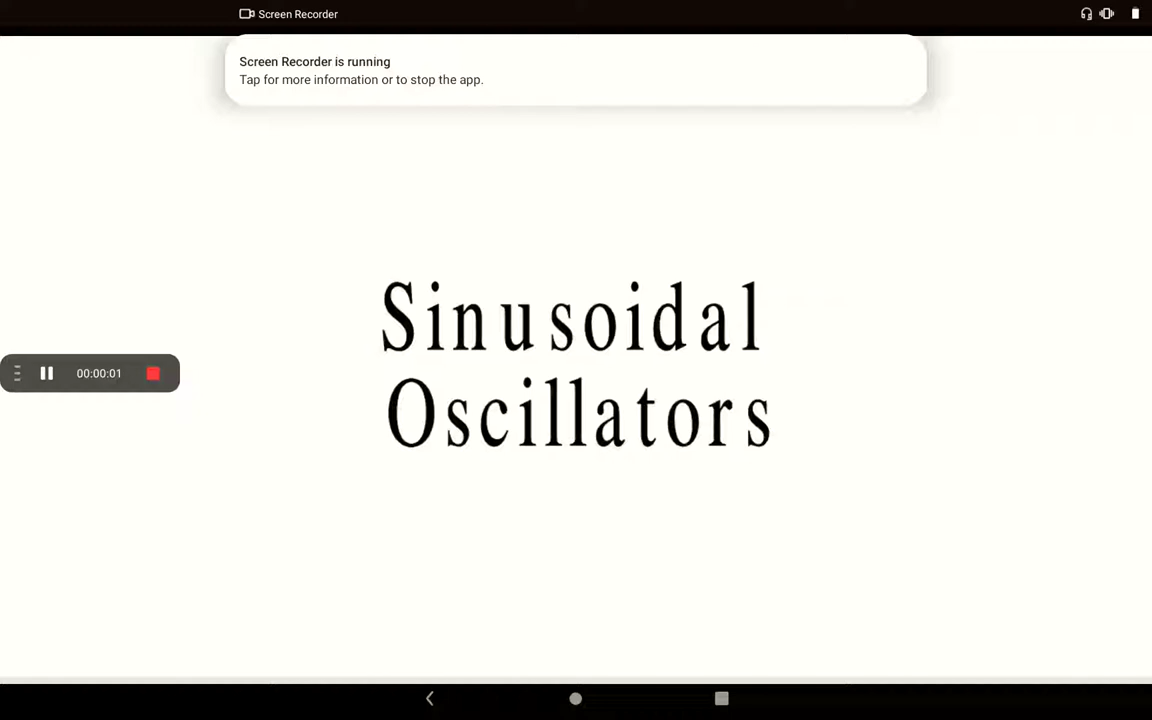 Screen Recorder
Screen Recorder is running
Tap for more information or to stop the app.
Sinusoidal
00:00:01
Oscillators